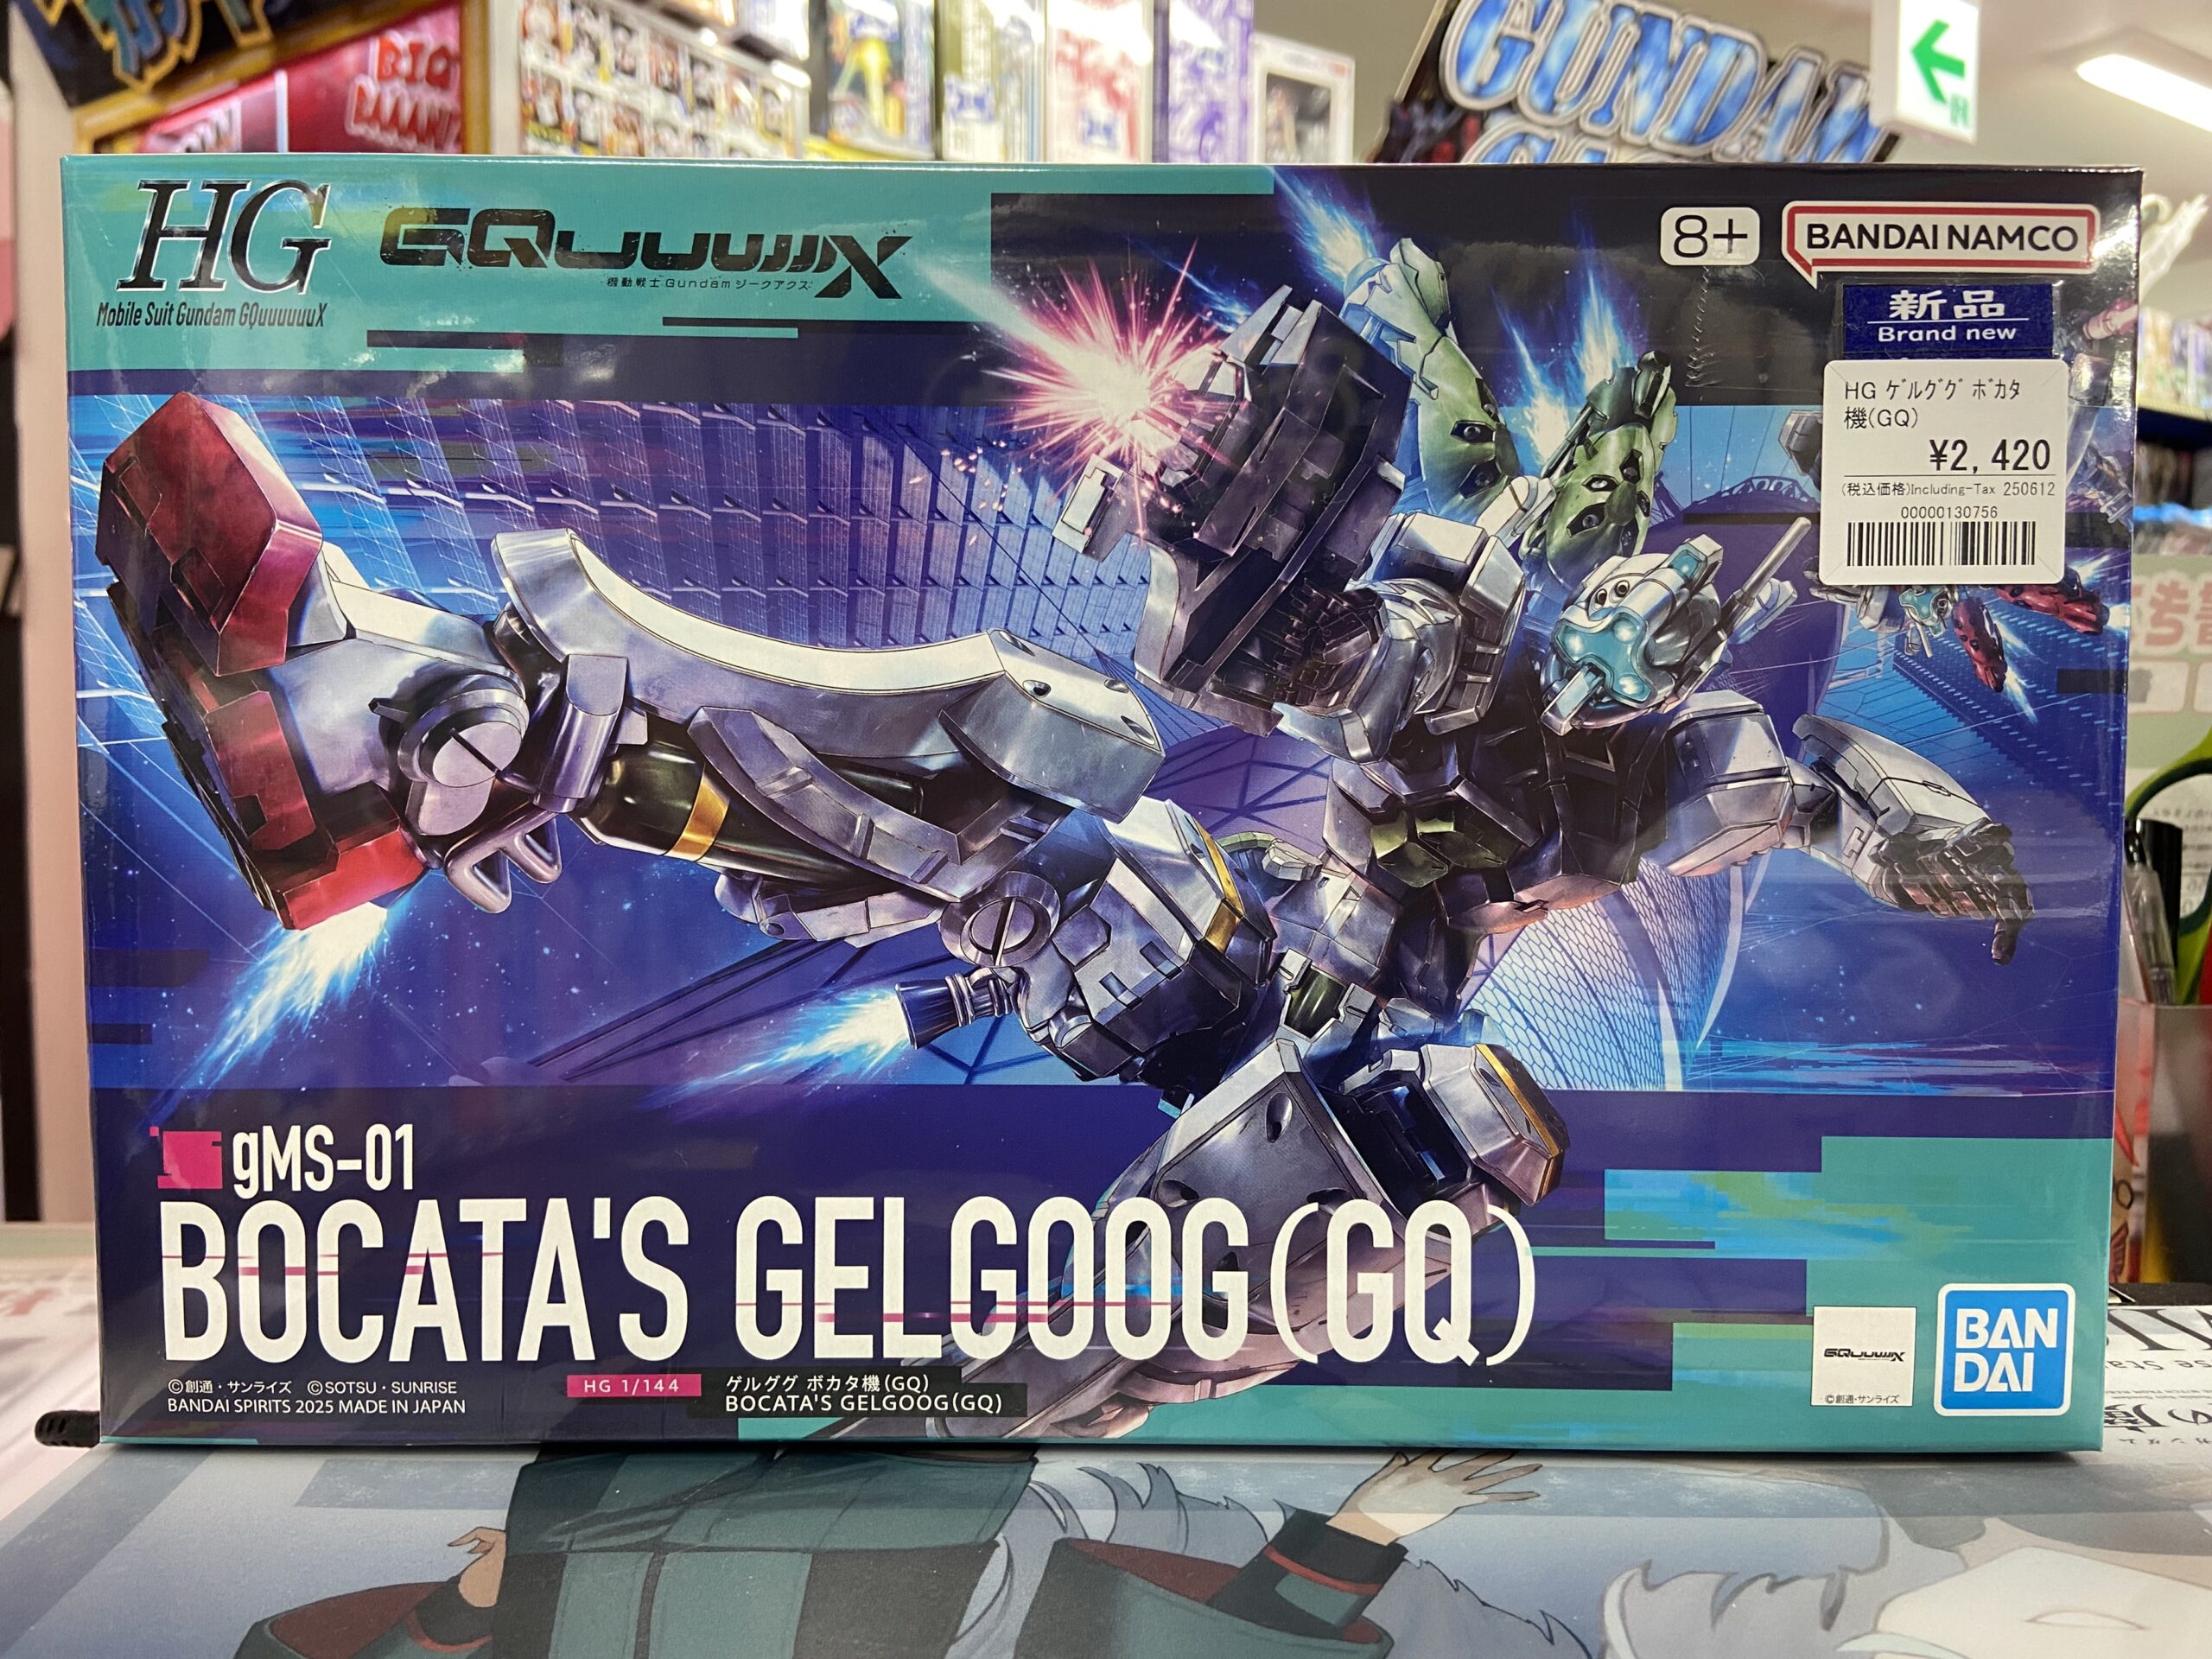 BIG
BAAAN
GUNDAM
HG
Mobile Suit Gundam GQuuuuuuX
GQuuuuuuX
機動戦士Gundam ジークアクス
8+
BANDAI NAMCO
新品
Brand new
HG ゲルググ ボカタ
機(GQ)
¥2,420
(税込価格)Including-Tax 250612
00000130756
gMS-01
BOCATA'S GELGOOG(GQ)
©創通・サンライズ ©SOTSU・SUNRISE
BANDAI SPIRITS 2025 MADE IN JAPAN
HG 1/144
ゲルググ ボカタ機(GQ)
BOCATA'S GELGOOG(GQ)
GQuuuuuuX
©創通・サンライズ
BAN
DAI